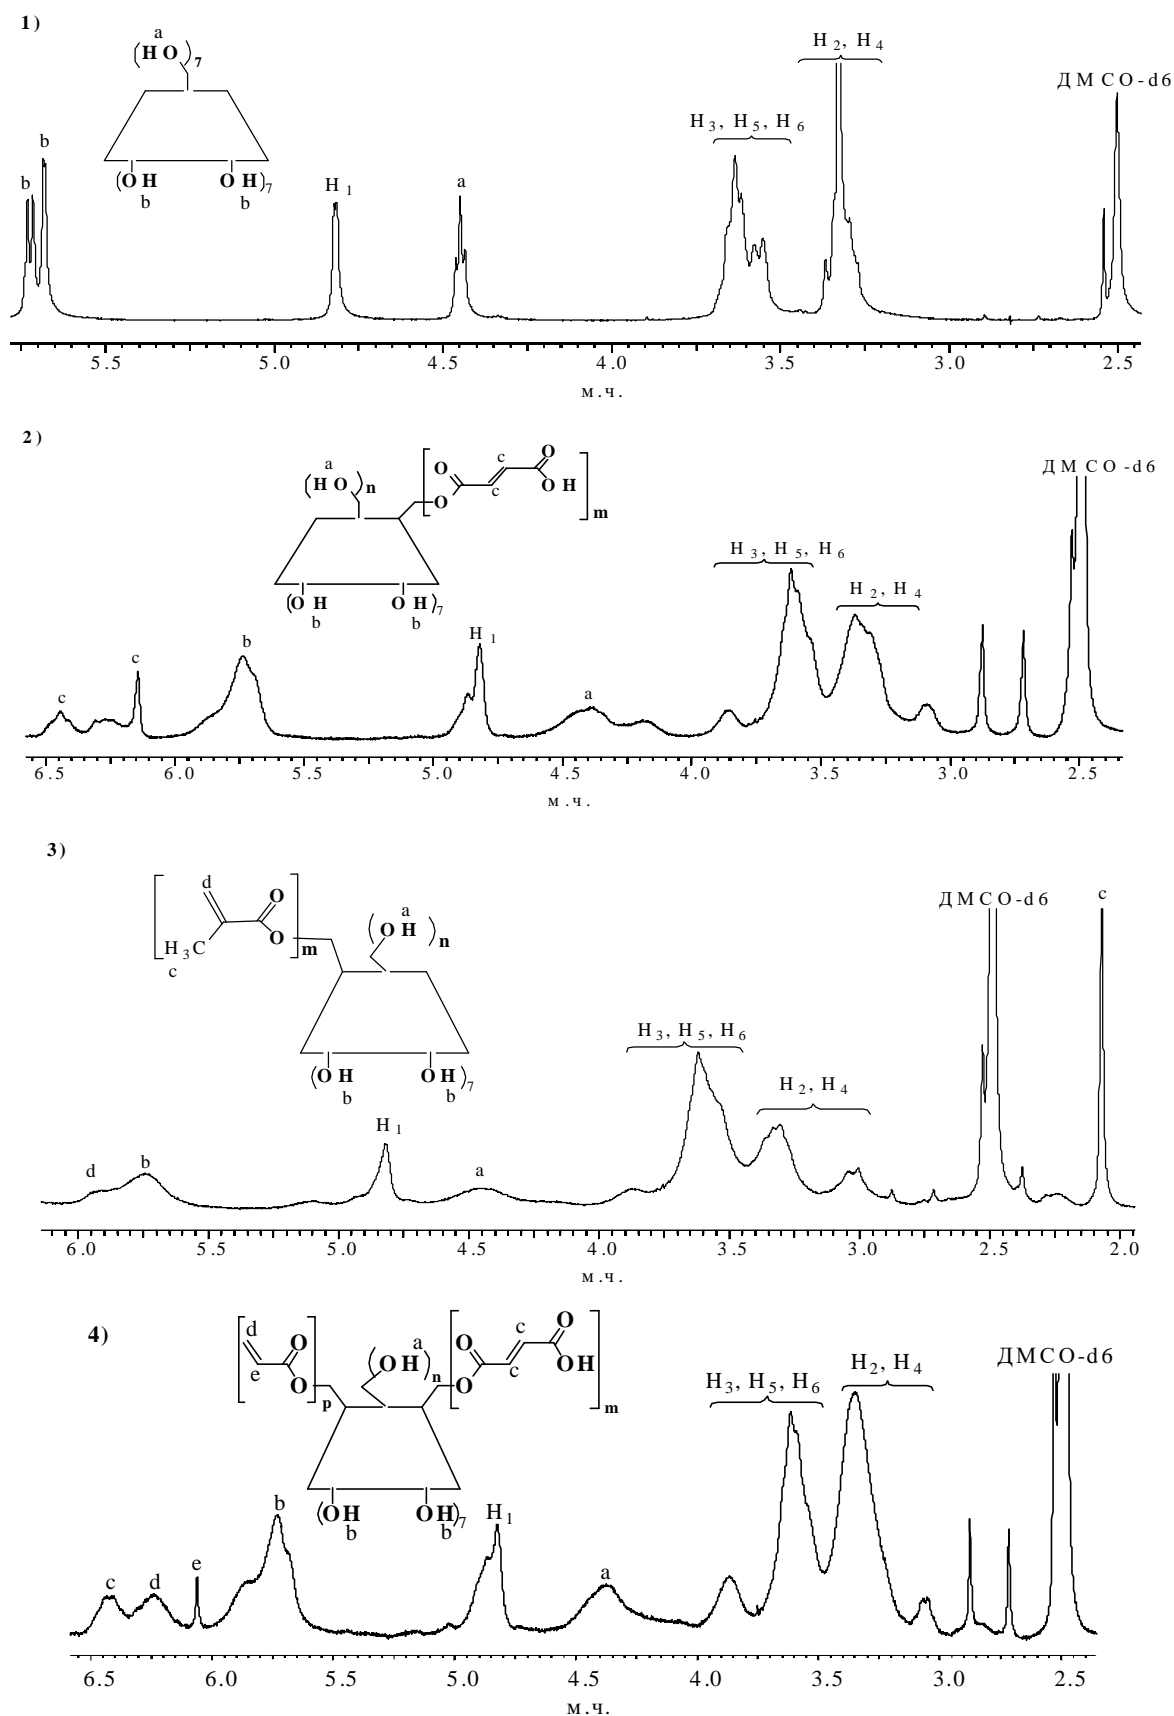 1)
a
(HO)7
H2, H4
ДМСО-d6
H3, H5, H6
b
b
H1
a
(OH OH)7
b b
5.5 5.0 4.5 4.0 3.5 3.0 2.5
м.ч.
2)
a
(HO)n
O c O
c OH
O
m
ДМСО-d6
H3, H5, H6
H2, H4
(OH OH)7
b b
c c b H1 a
6.5 6.0 5.5 5.0 4.5 4.0 3.5 3.0 2.5
м.ч.
3)
d
O
H3C
O
m
c
a
(OH)n
ДМСО-d6
c
H3, H5, H6
H2, H4
(OH OH)7
b b
d b H1 a
6.0 5.5 5.0 4.5 4.0 3.5 3.0 2.5 2.0
м.ч.
4)
d
O
e
O
p
a
(OH)n
O c O
c OH
O
m
ДМСО-d6
H3, H5, H6
H2, H4
(OH OH)7
b b
c d e b H1 a
6.5 6.0 5.5 5.0 4.5 4.0 3.5 3.0 2.5
м.ч.